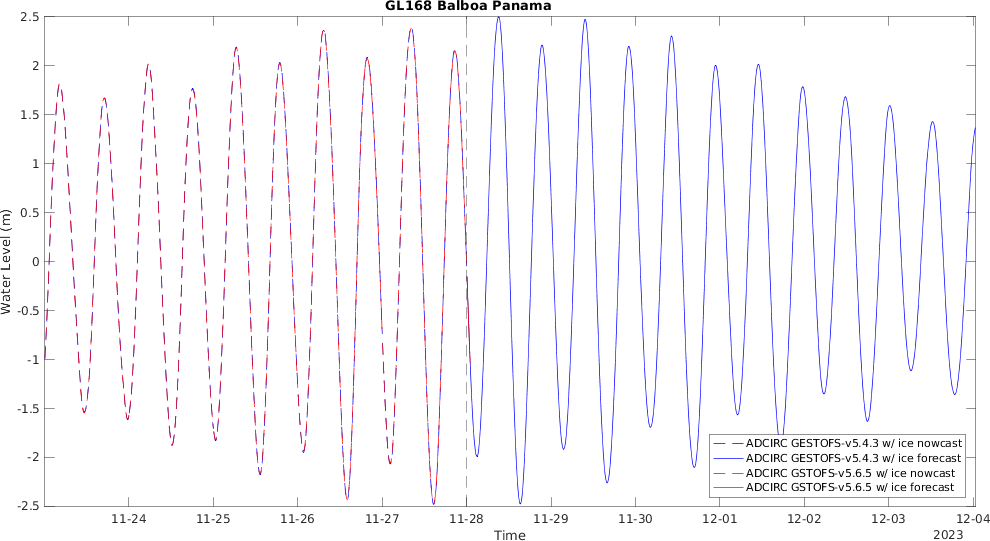 GL168 Balboa Panama
2.5
2
1.5
1
0.5
0
-0.5
-1
-1.5
-2
-2.5
Water Level (m)
ADCIRC GESTOFS-v5.4.3 w/ ice nowcast
ADCIRC GESTOFS-v5.4.3 w/ ice forecast
ADCIRC GSTOFS-v5.6.5 w/ ice nowcast
ADCIRC GSTOFS-v5.6.5 w/ ice forecast
11-24 11-25 11-26 11-27 11-28 11-29 11-30 12-01 12-02 12-03 12-04
Time
2023